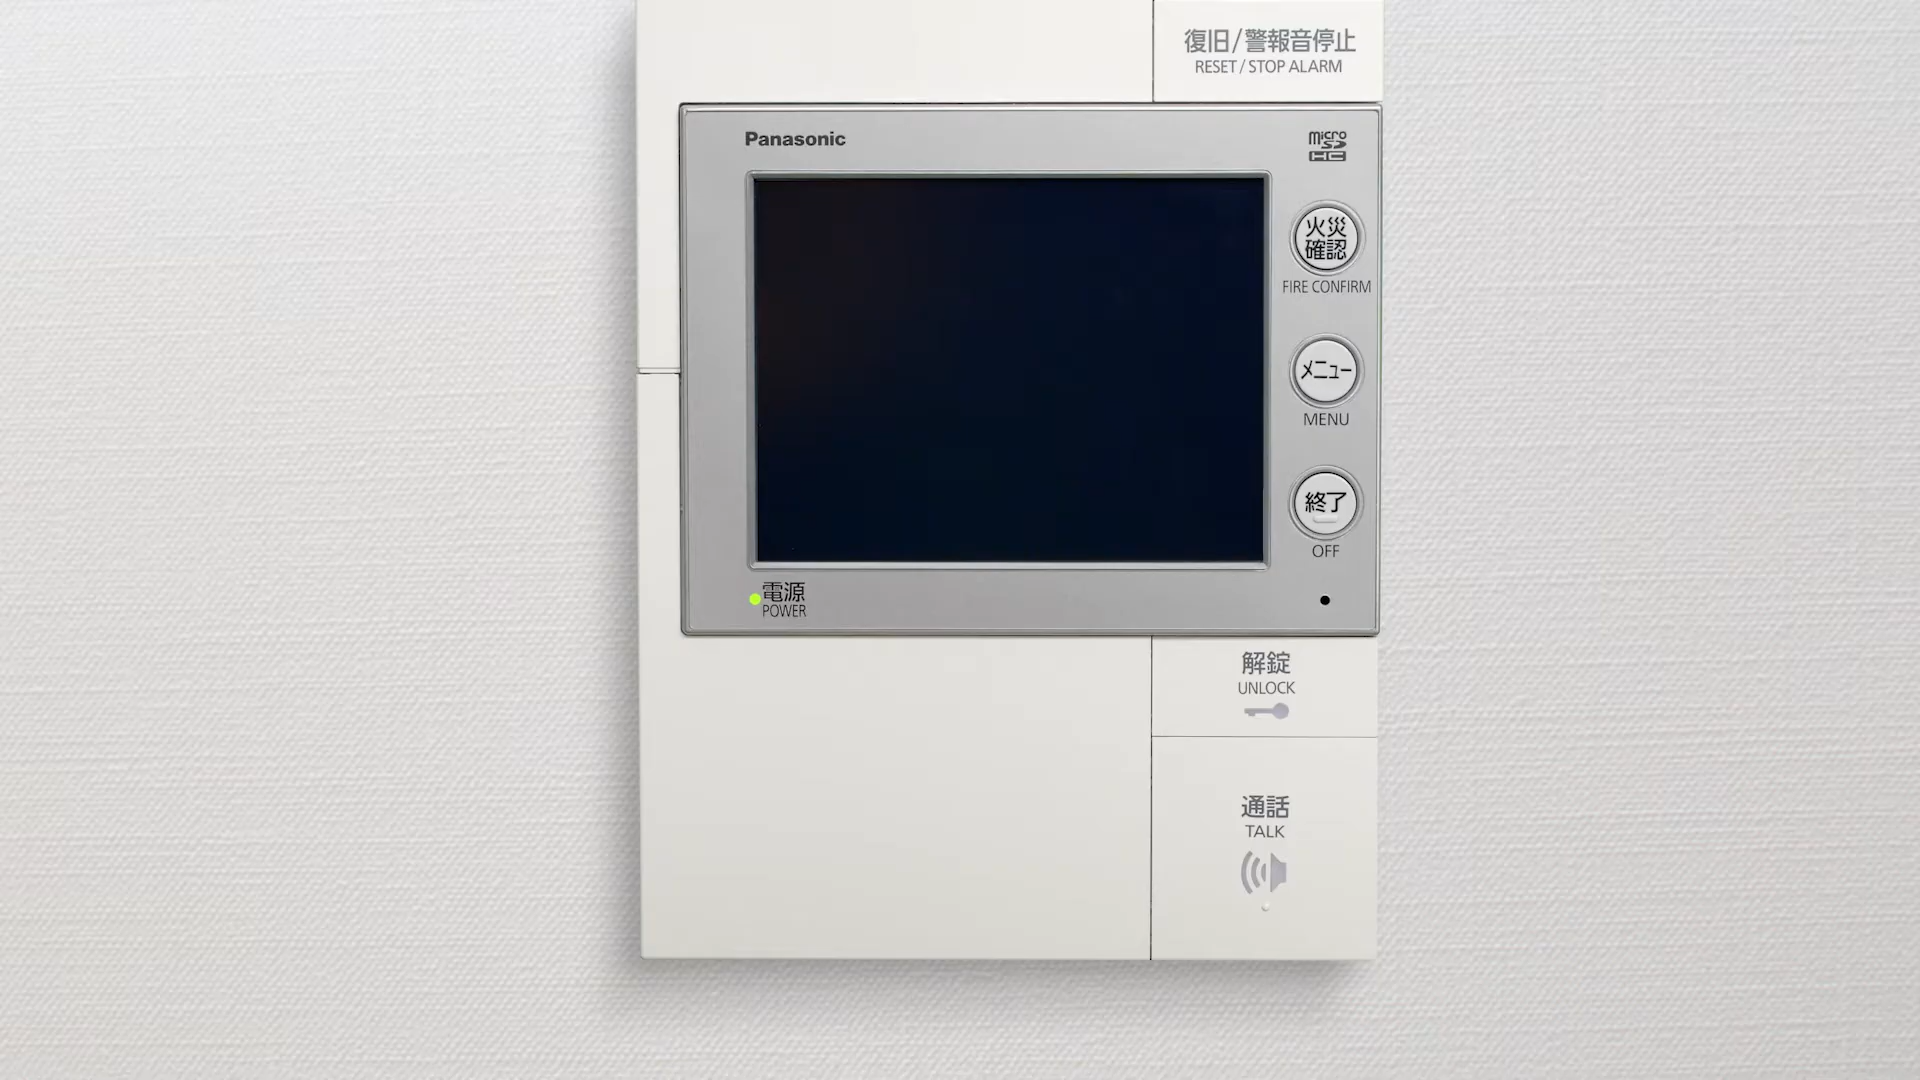 復旧/警報音停止
RESET / STOP ALARM
Panasonic
micro
SD
HC
火災
確認
FIRE CONFIRM
メニュー
MENU
終了
OFF
電源
POWER
解錠
UNLOCK
通話
TALK